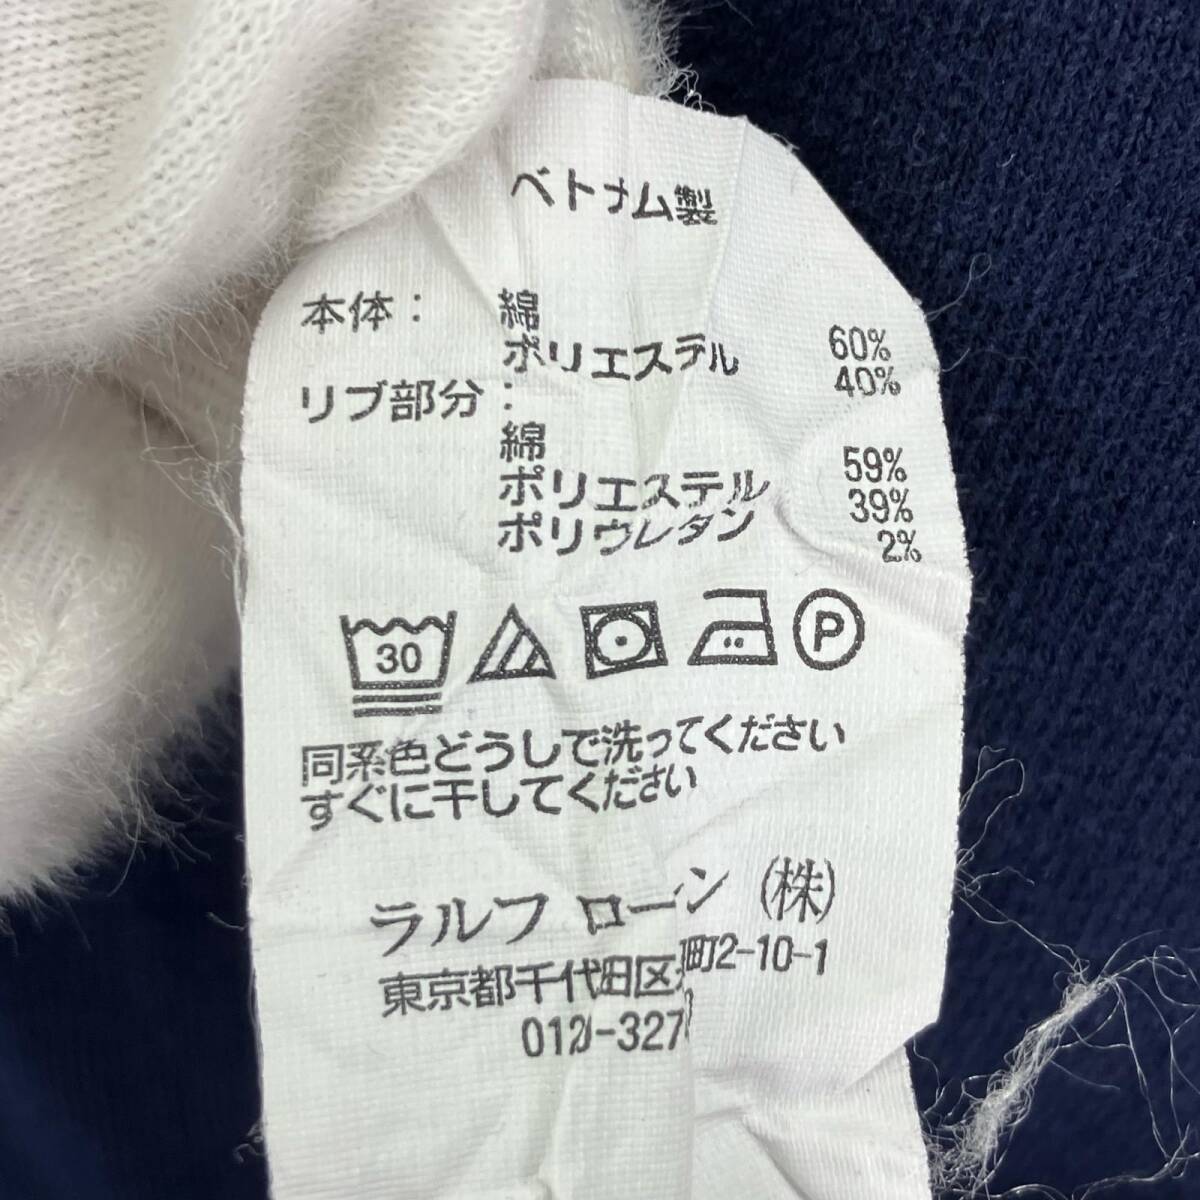 ベトナム製
本体： 綿 60%
ポリエステル 40%
リブ部分：
綿 59%
ポリエステル 39%
ポリウレタン 2%
30 P
同系色どうしで洗ってください
すぐに干してください
ラルフ ローレン (株)
東京都千代田区 町2-10-1
0120-327